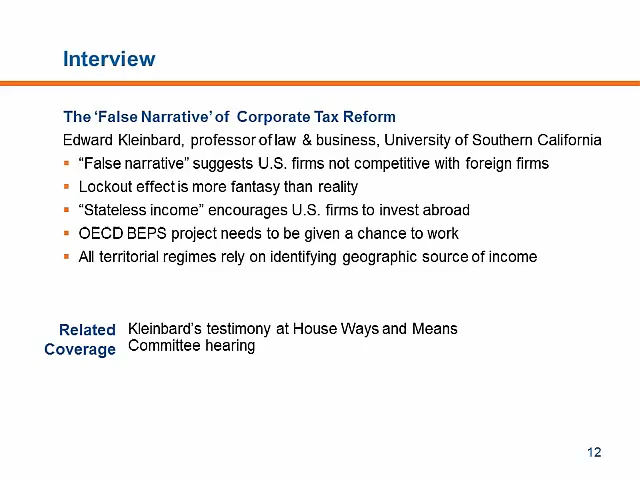 Interview
The ‘False Narrative’ of Corporate Tax Reform
Edward Kleinbard, professor of law & business, University of Southern California
▪ “False narrative” suggests U.S. firms not competitive with foreign firms
▪ Lockout effect is more fantasy than reality
▪ “Stateless income” encourages U.S. firms to invest abroad
▪ OECD BEPS project needs to be given a chance to work
▪ All territorial regimes rely on identifying geographic source of income
Related Coverage
Kleinbard’s testimony at House Ways and Means
Committee hearing
12